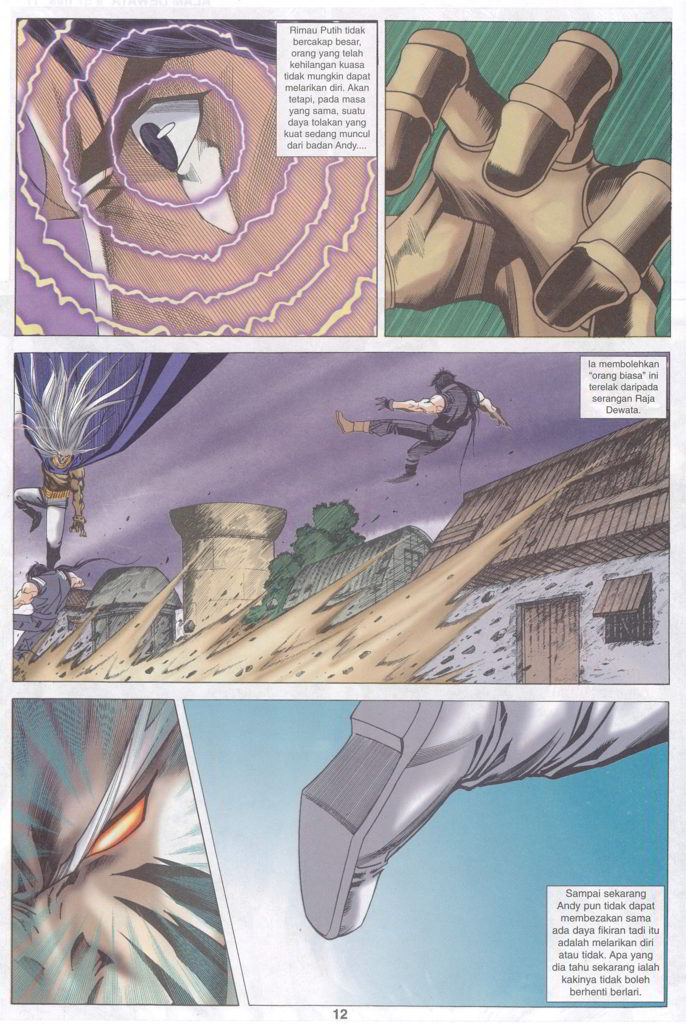 Rimau Putih tidak
bercakap besar,
orang yang telah
kehilangan kuasa
tidak mungkin dapat
melarikan diri. Akan
tetapi, pada masa
yang sama, suatu
daya tolakan yang
kuat sedang muncul
dari badan Andy....
Ia membolehkan
"orang biasa" ini
terelak daripada
serangan Raja
Dewata.
Sampai sekarang
Andy pun tidak dapat
membezakan sama
ada daya fikiran tadi itu
adalah melarikan diri
atau tidak. Apa yang
dia tahu sekarang ialah
kakinya tidak boleh
berhenti berlari.
12